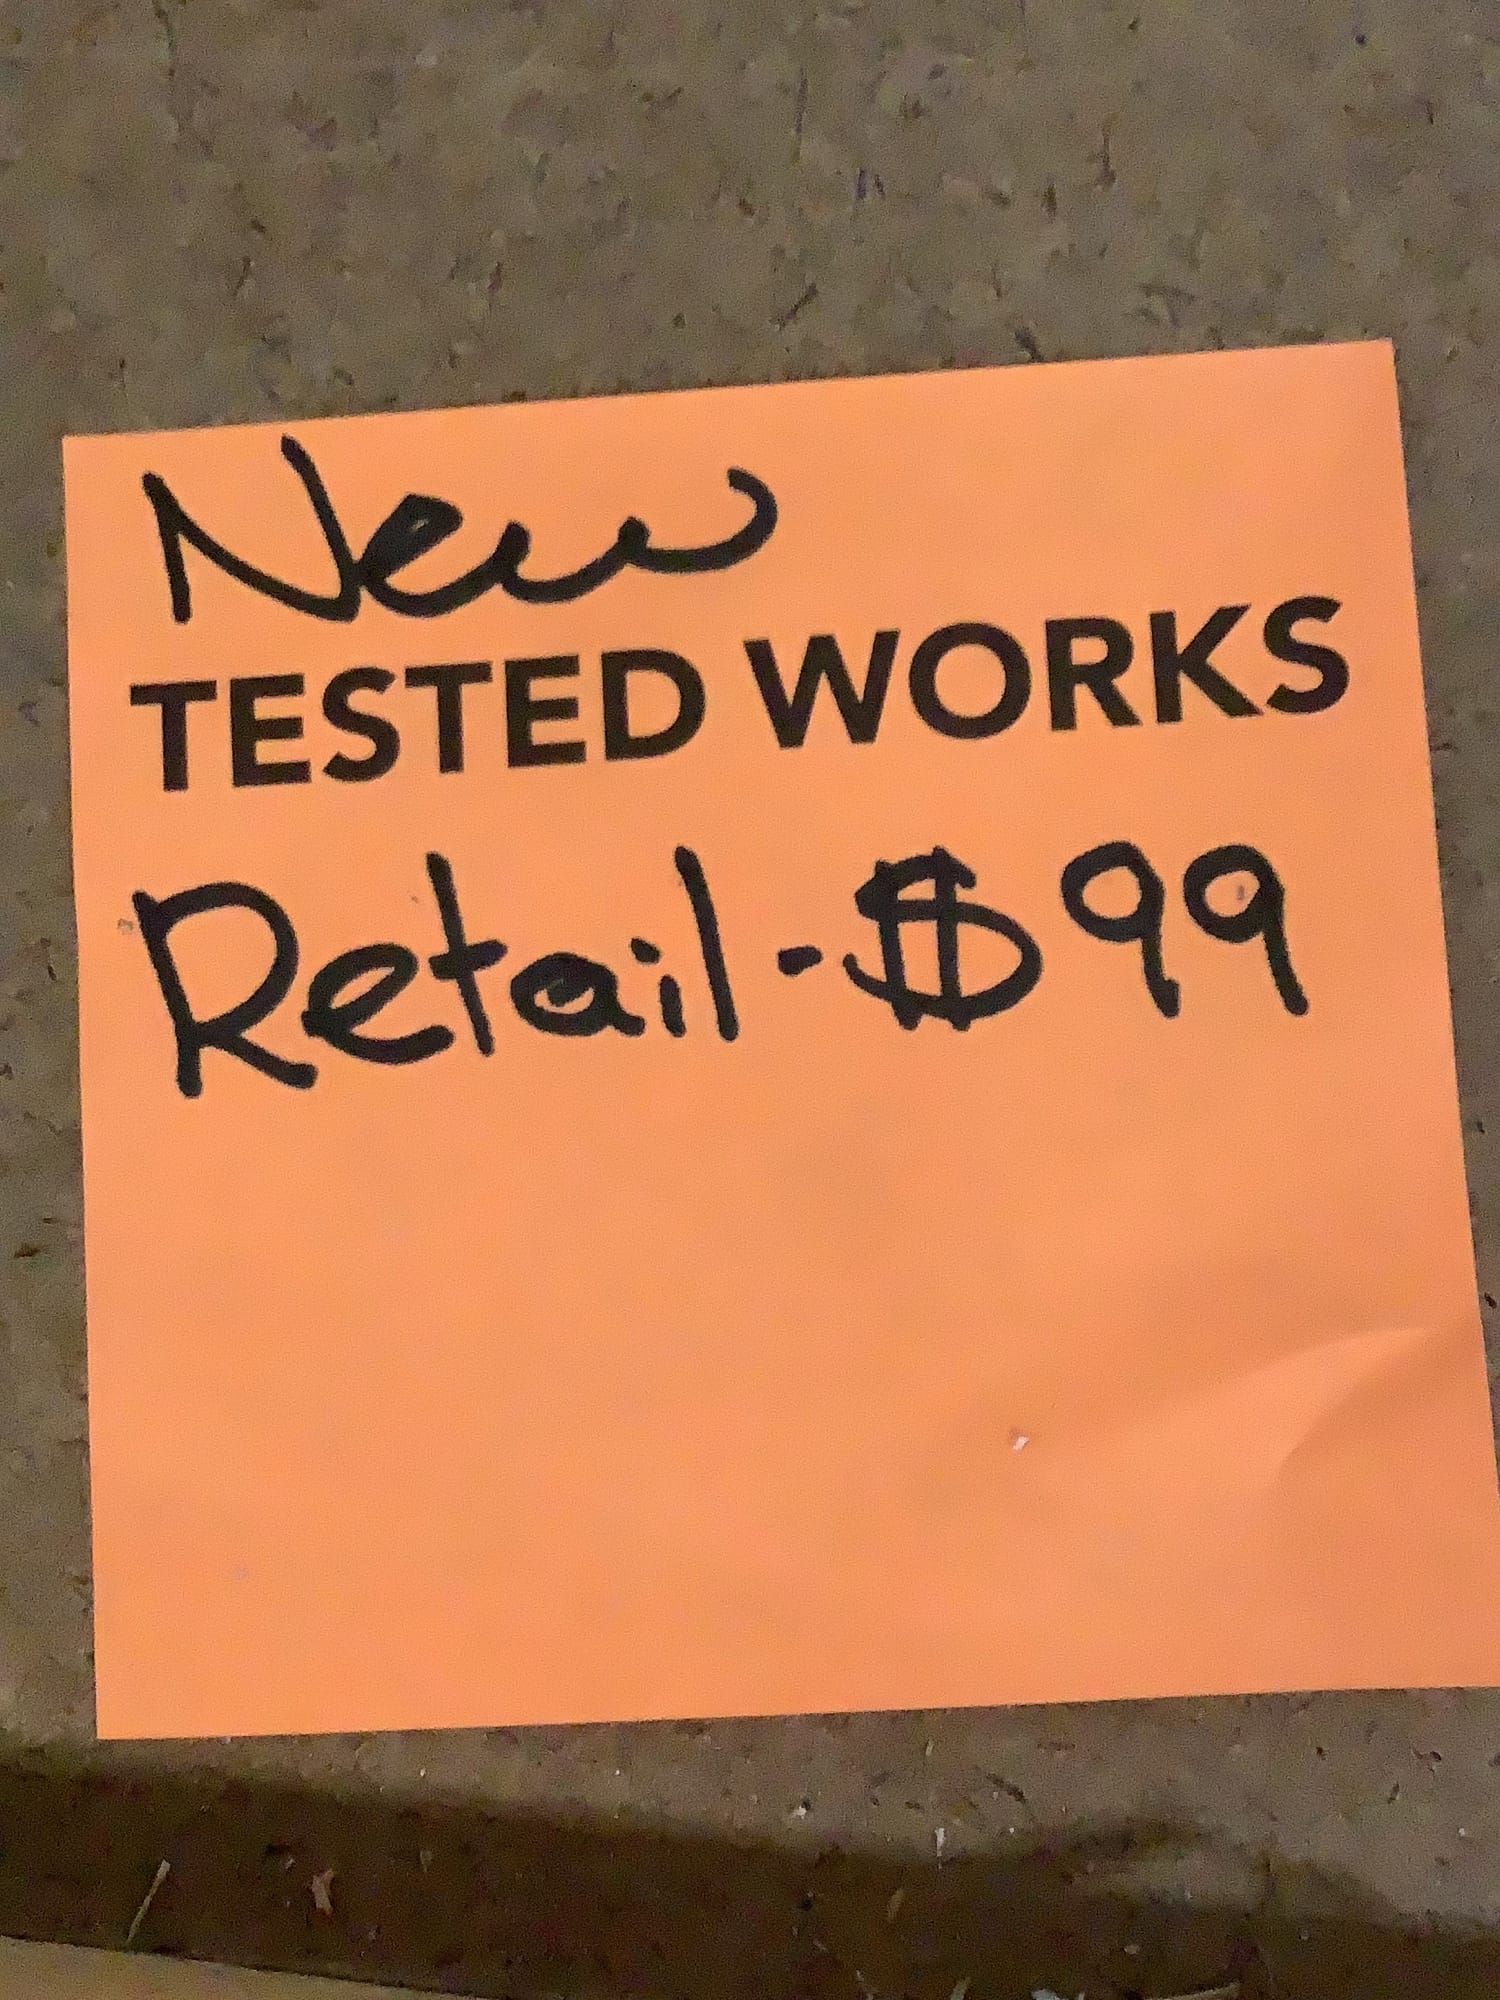 New
TESTED WORKS
Retail - $99